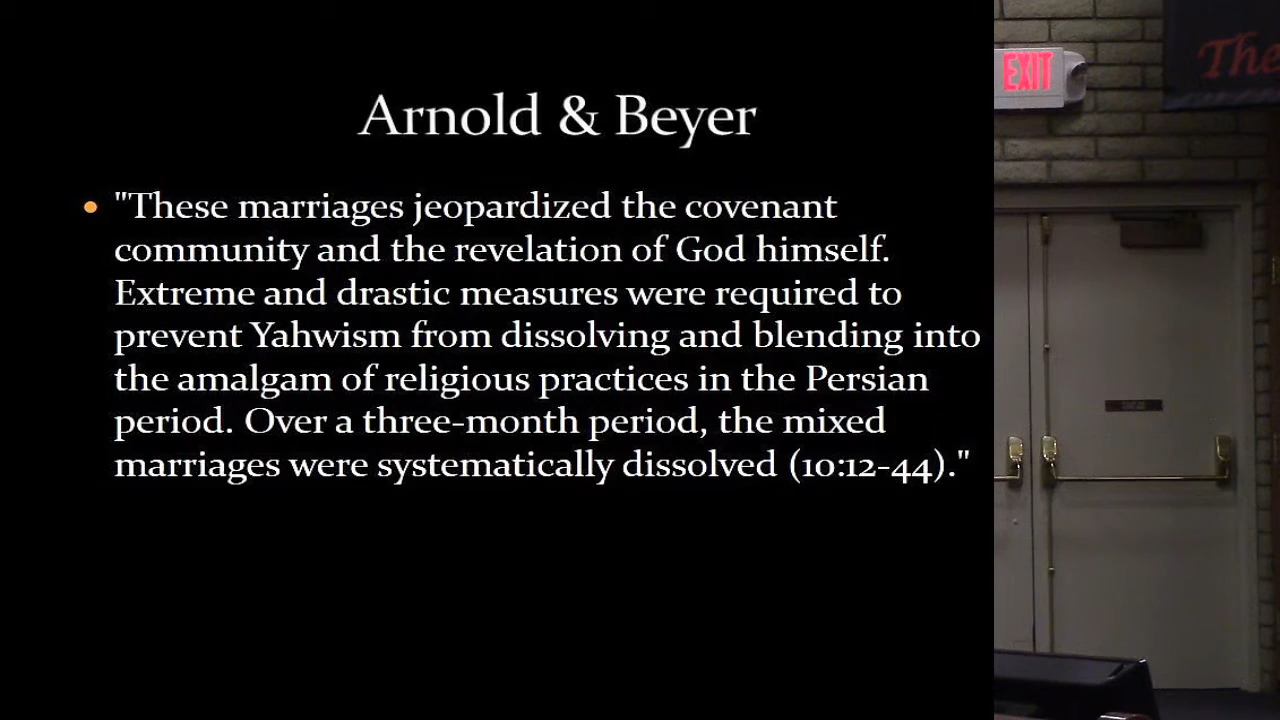 Arnold & Beyer
"These marriages jeopardized the covenant
community and the revelation of God himself.
Extreme and drastic measures were required to
prevent Yahwism from dissolving and blending into
the amalgam of religious practices in the Persian
period. Over a three-month period, the mixed
marriages were systematically dissolved (10:12-44)."
EXIT
The